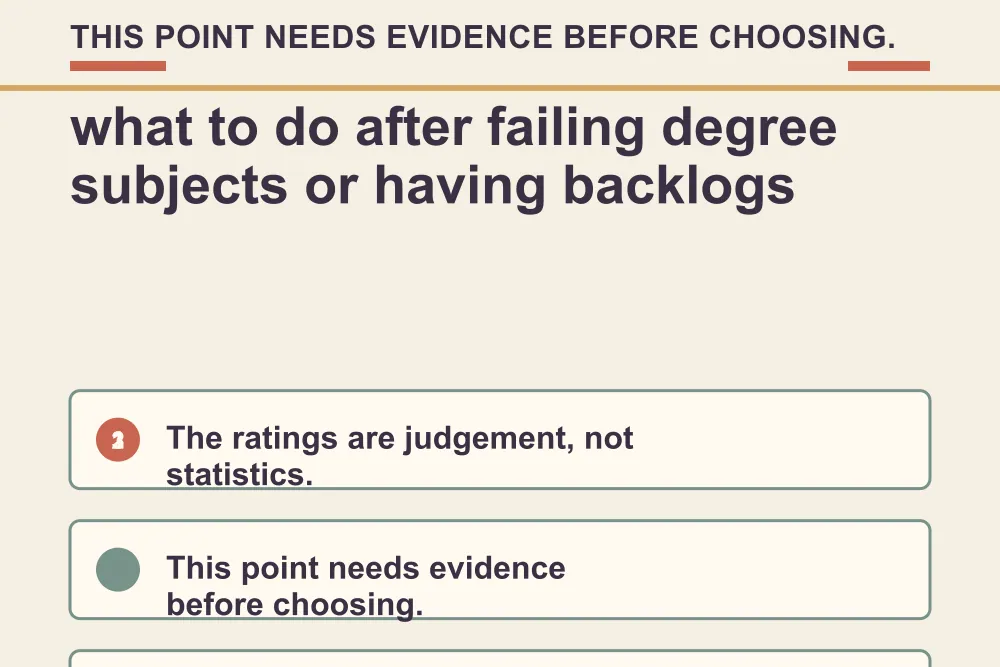 THIS POINT NEEDS EVIDENCE BEFORE CHOOSING.
what to do after failing degree
subjects or having backlogs
The ratings are judgement, not
statistics.
This point needs evidence
before choosing.